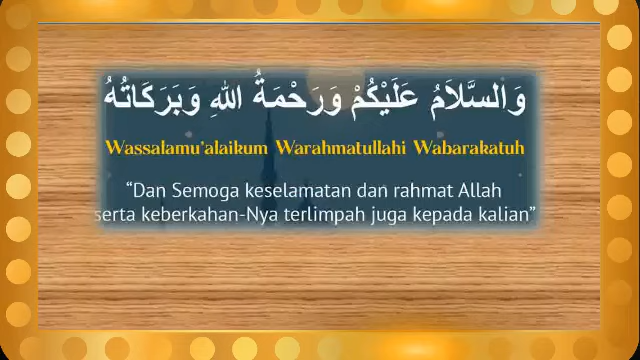 وَالسَّلاَمُ عَلَيْكُمْ وَرَحْمَةُ اللهِ وَبَرَكَاتُهُ
Wassalamu'alaikum Warahmatullahi Wabarakatuh
“Dan Semoga keselamatan dan rahmat Allah
serta keberkahan-Nya terlimpah juga kepada kalian”